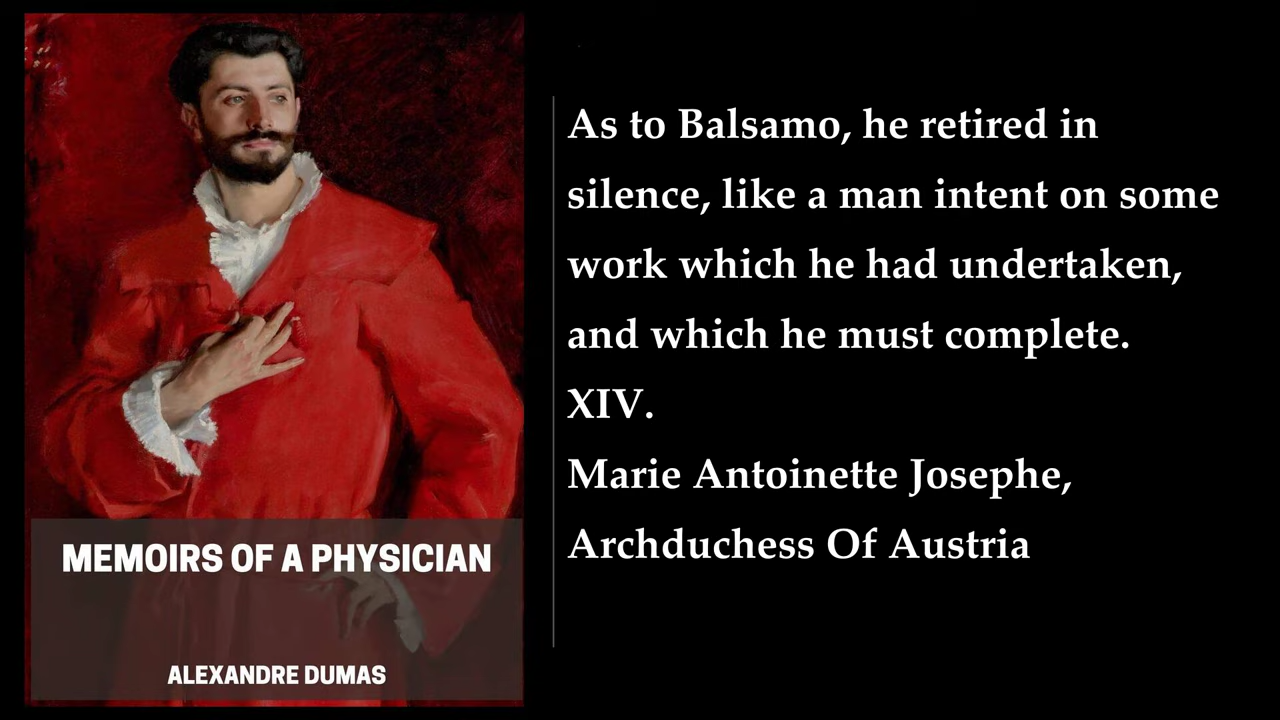 MEMOIRS OF A PHYSICIAN
ALEXANDRE DUMAS
As to Balsamo, he retired in
silence, like a man intent on some
work which he had undertaken,
and which he must complete.
XIV.
Marie Antoinette Josephe,
Archduchess Of Austria